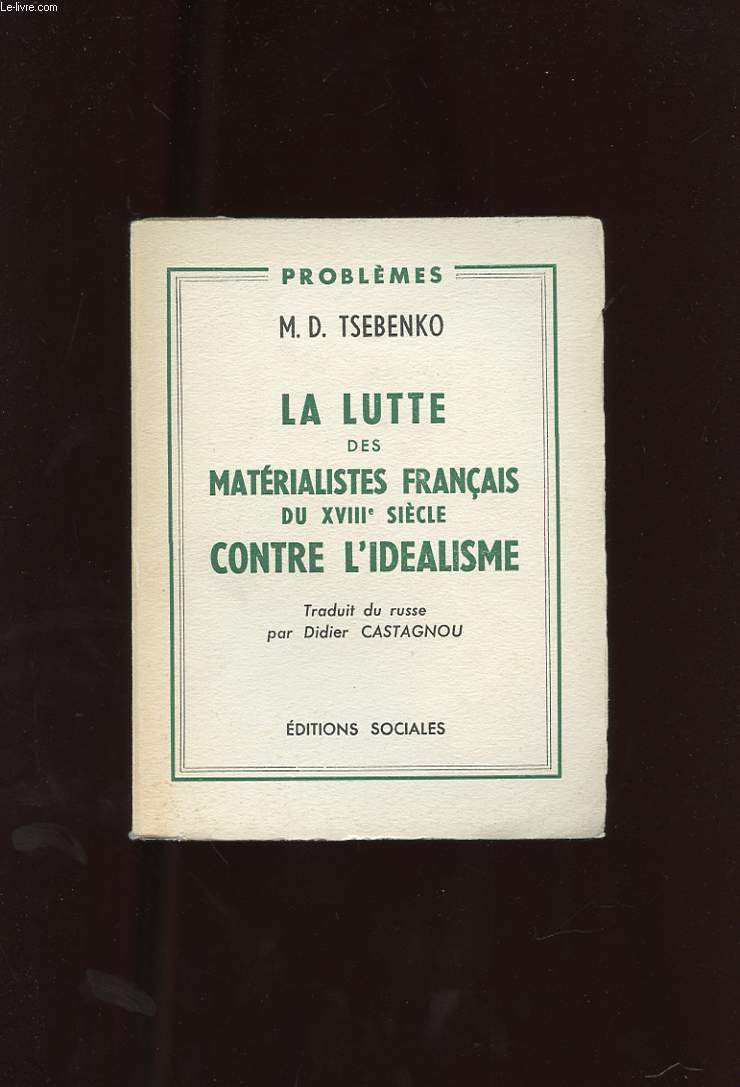 Le-livre.com
PROBLÈMES
M. D. TSEBENKO
LA LUTTE
DES
MATÉRIALISTES FRANÇAIS
DU XVIIIe SIÈCLE
CONTRE L'IDEALISME
Traduit du russe
par Didier CASTAGNOU
ÉDITIONS SOCIALES